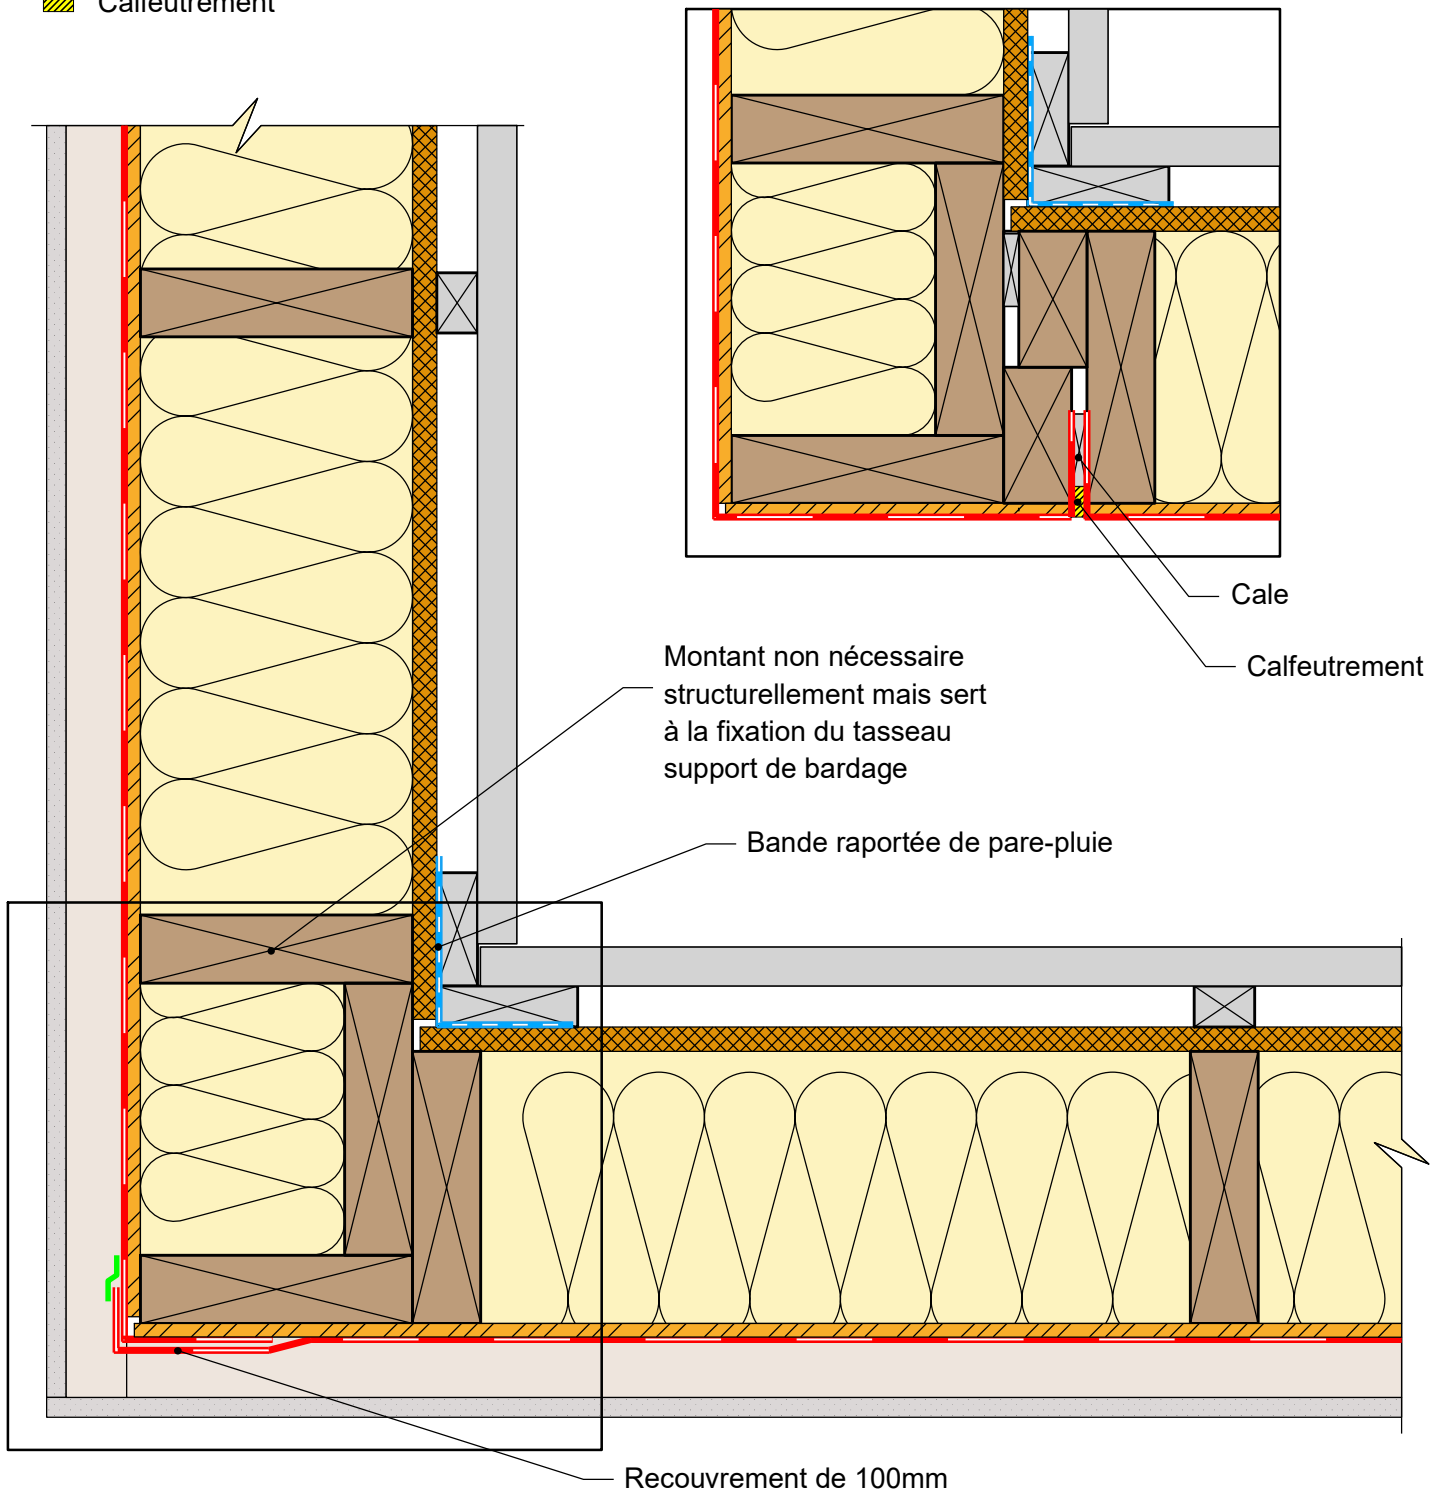 Calfeutrement
Cale
Calfeutrement
Montant non nécessaire
structurellement mais sert
à la fixation du tasseau
support de bardage
Bande raportée de pare-pluie
Recouvrement de 100mm